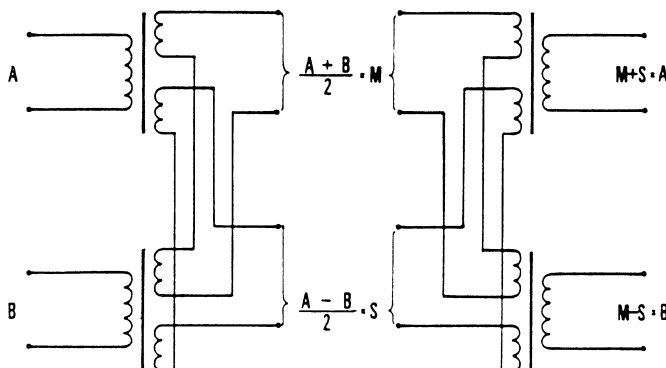 A
A + B
2
= M
M+S = A
B
A - B
2
= S
M-S = B